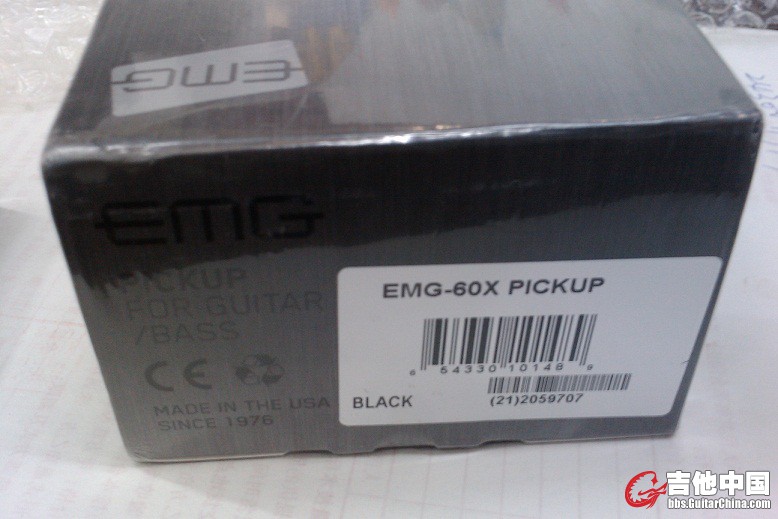 EMG
EMG
PICKUP
FOR GUITAR
/BASS
CE
MADE IN THE USA
SINCE 1976
EMG-60X PICKUP
6 54330 10148 9
BLACK
(21)2059707
吉他中国
bbs.GuitarChina.com